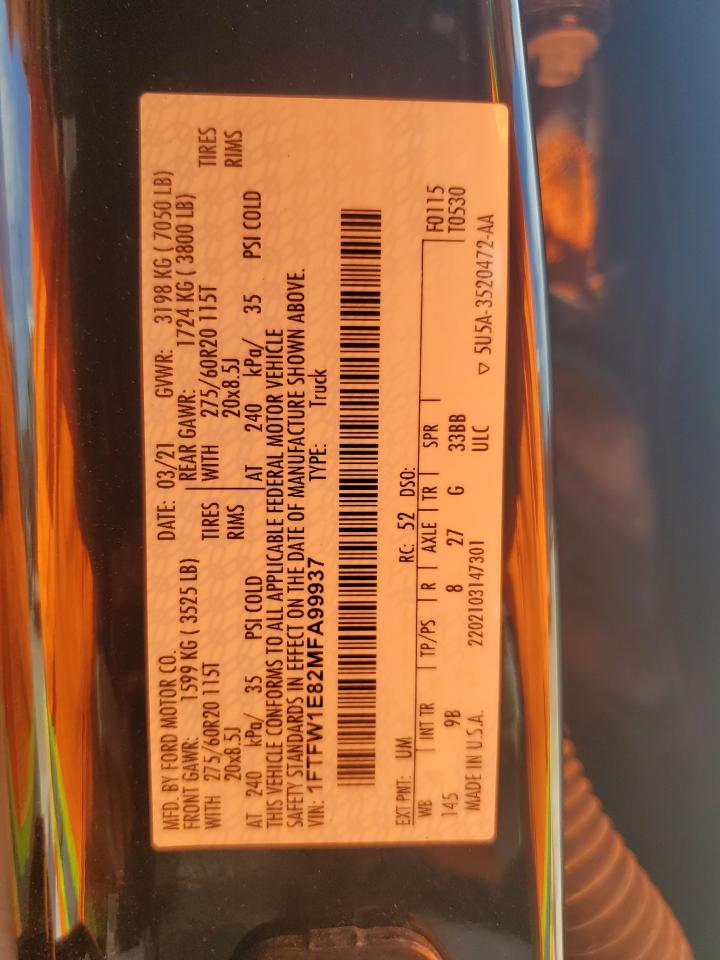 MFD. BY FORD MOTOR CO. DATE: 03/21 GVWR: 3198 KG ( 7050 LB)
FRONT GAWR: 1599 KG ( 3525 LB) REAR GAWR: 1724 KG ( 3800 LB)
WITH 275/60R20 115T TIRES WITH 275/60R20 115T TIRES
20x8.5J RIMS 20x8.5J RIMS
AT 240 kPa/ 35 PSI COLD AT 240 kPa/ 35 PSI COLD
THIS VEHICLE CONFORMS TO ALL APPLICABLE FEDERAL MOTOR VEHICLE
SAFETY STANDARDS IN EFFECT ON THE DATE OF MANUFACTURE SHOWN ABOVE.
VIN: 1FTFW1E82MFA99937 TYPE: Truck
EXT PNT: UM RC: 52 DSO:
WB INT TR TP/PS R AXLE TR SPR F0115
145 9B 8 27 G 33BB T0530
ULC
MADE IN U.S.A. 2202103147301 ▽ 5U5A-3520472-AA